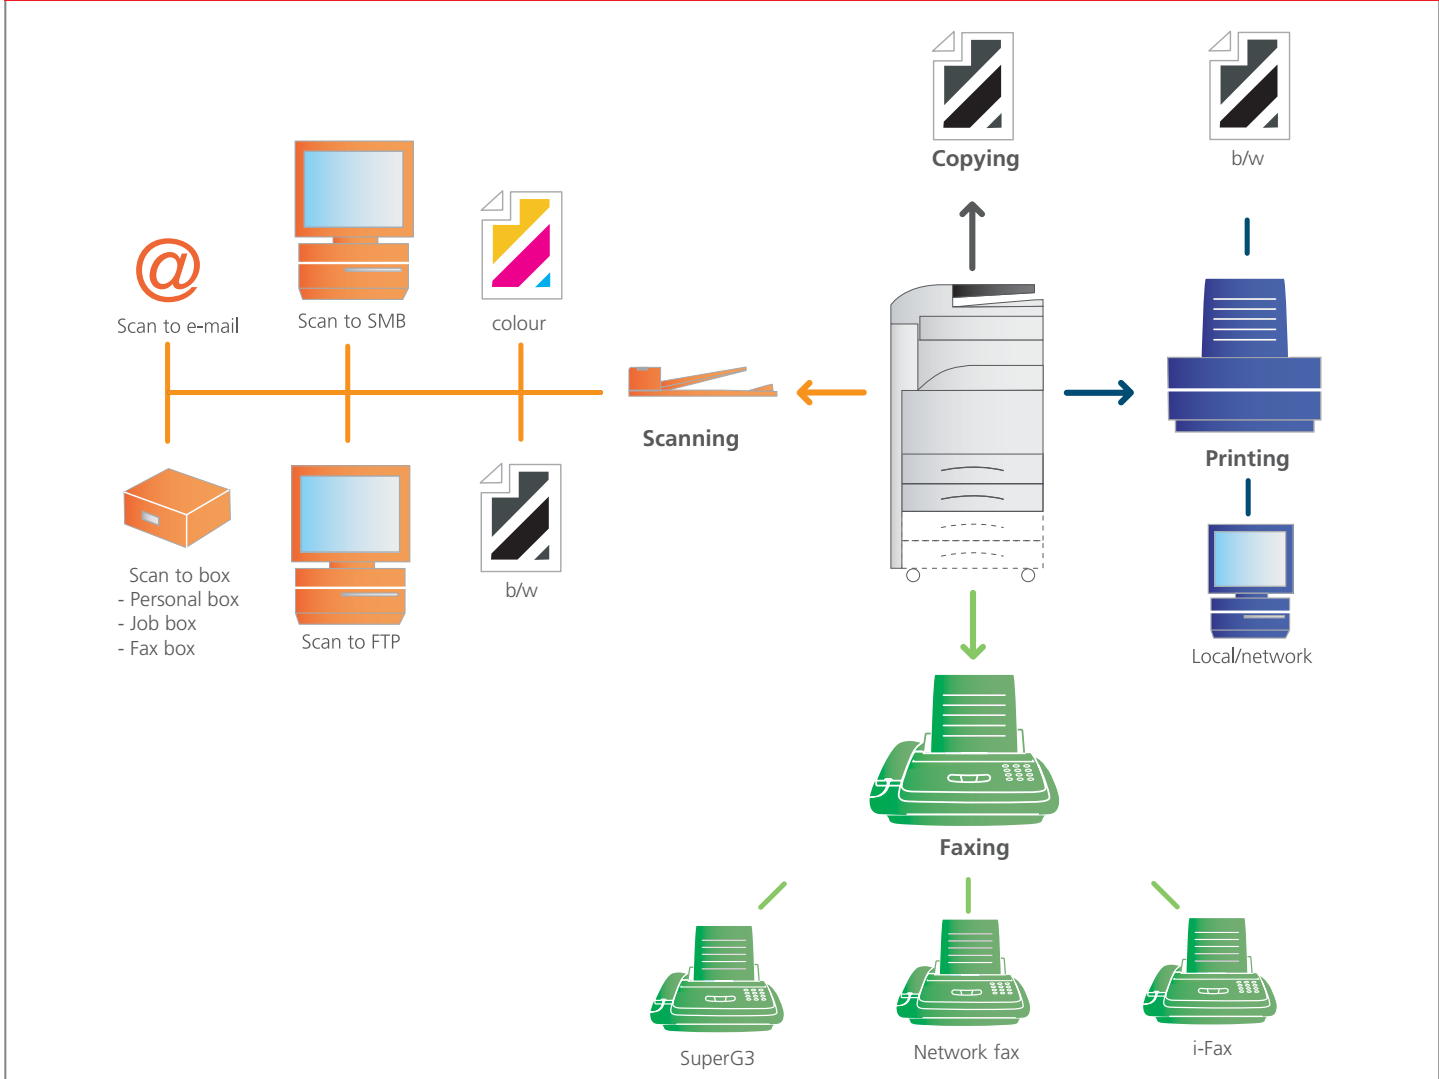 Copying
b/w
@
Scan to e-mail
Scan to SMB
colour
Scanning
Printing
Scan to box
- Personal box
- Job box
- Fax box
Scan to FTP
b/w
Local/network
Faxing
SuperG3
Network fax
i-Fax